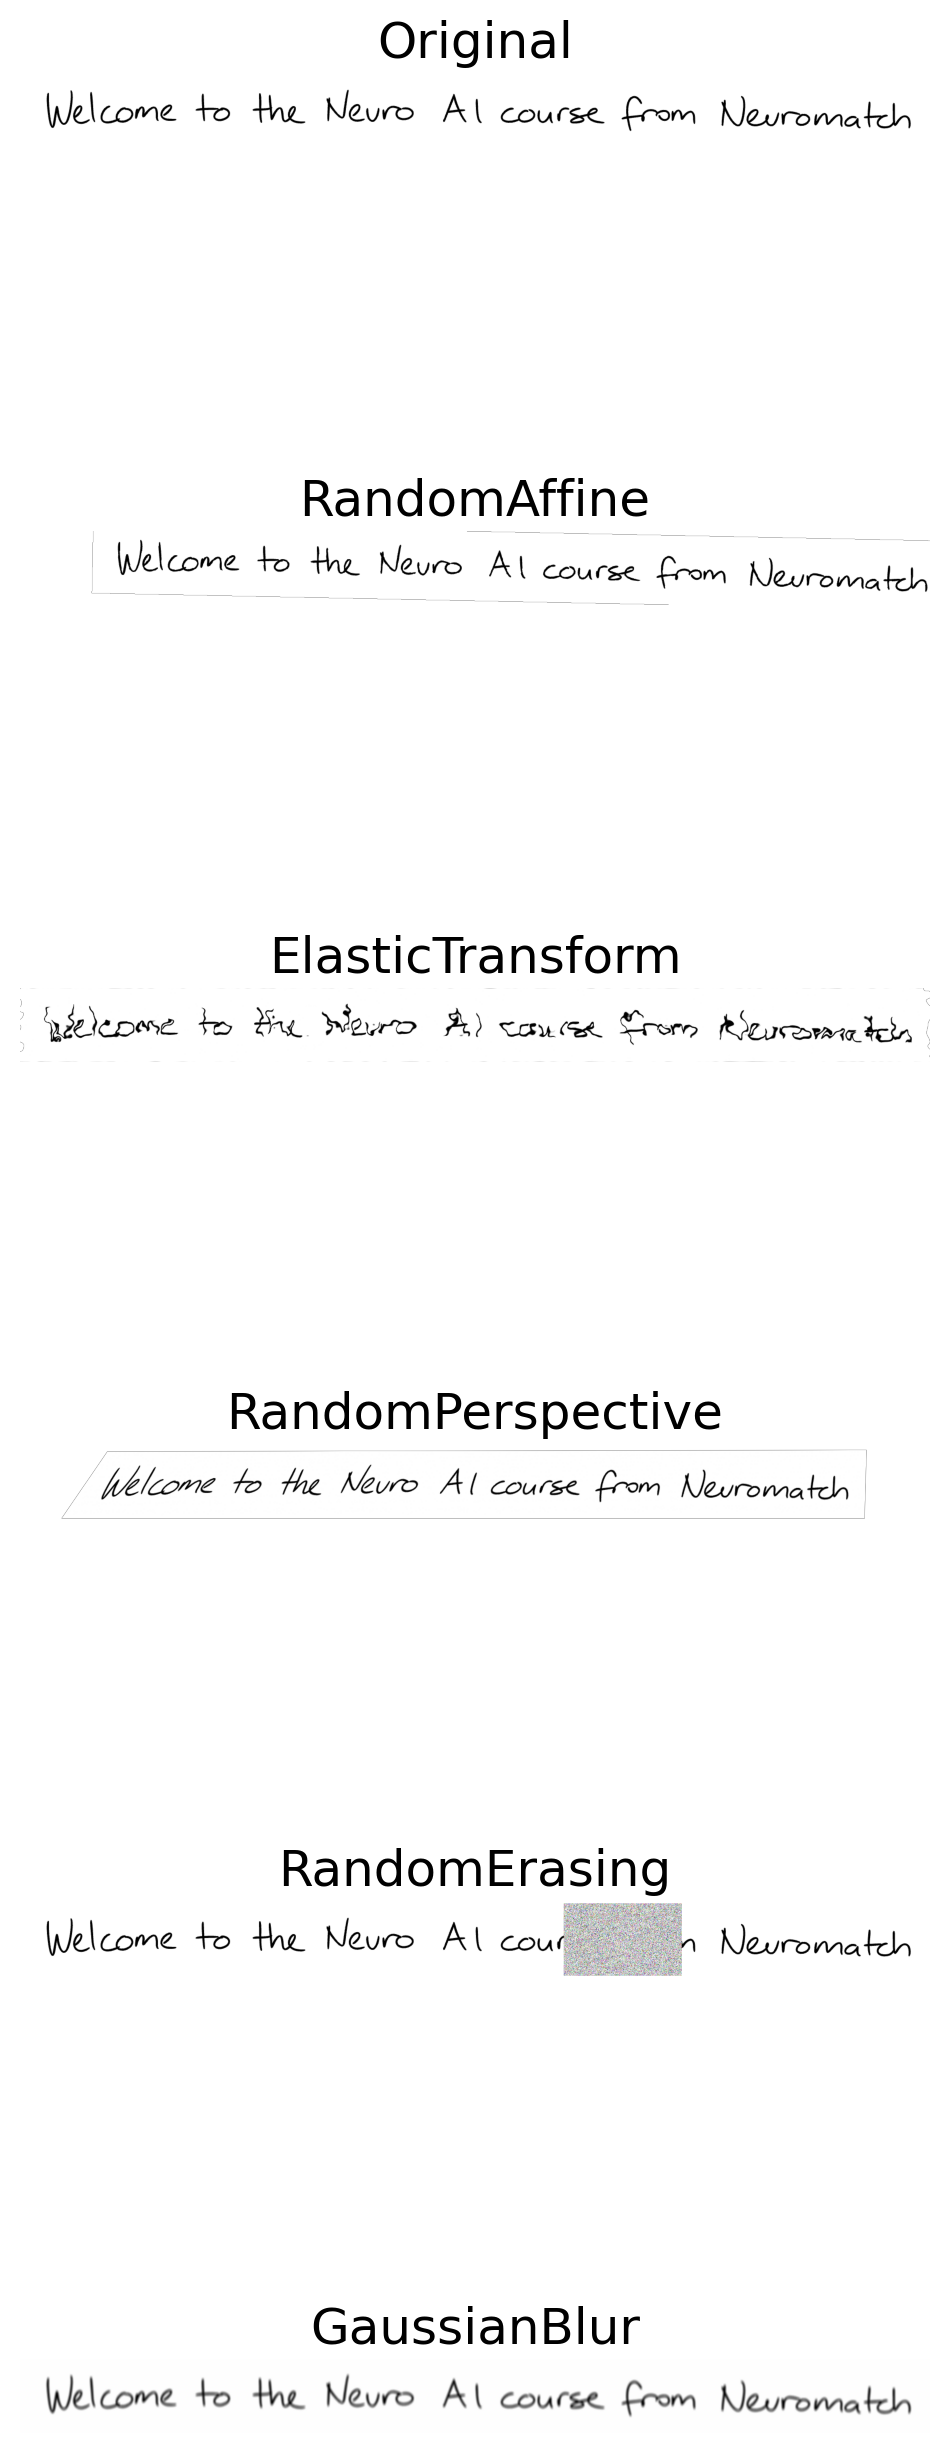 Original
Welcome to the Neuro AI course from Neuromatch
RandomAffine
Welcome to the Neuro AI course from Neuromatch
ElasticTransform
Welcome to the Neuro AI course from Neuromatch
RandomPerspective
Welcome to the Neuro AI course from Neuromatch
RandomErasing
Welcome to the Neuro AI Neuromatch
GaussianBlur
Welcome to the Neuro AI course from Neuromatch